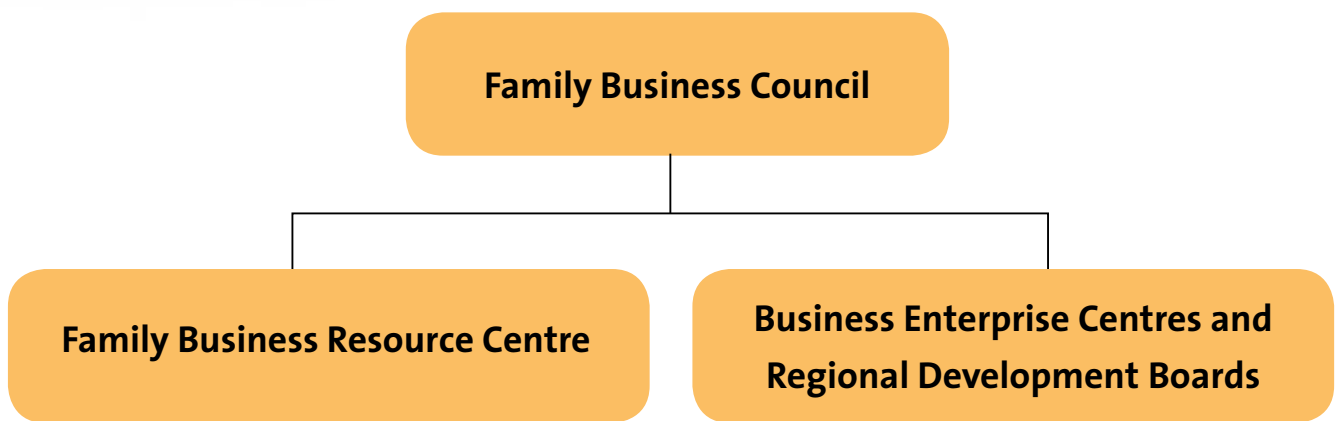 Family Business Council
Family Business Resource Centre
Business Enterprise Centres and
Regional Development Boards